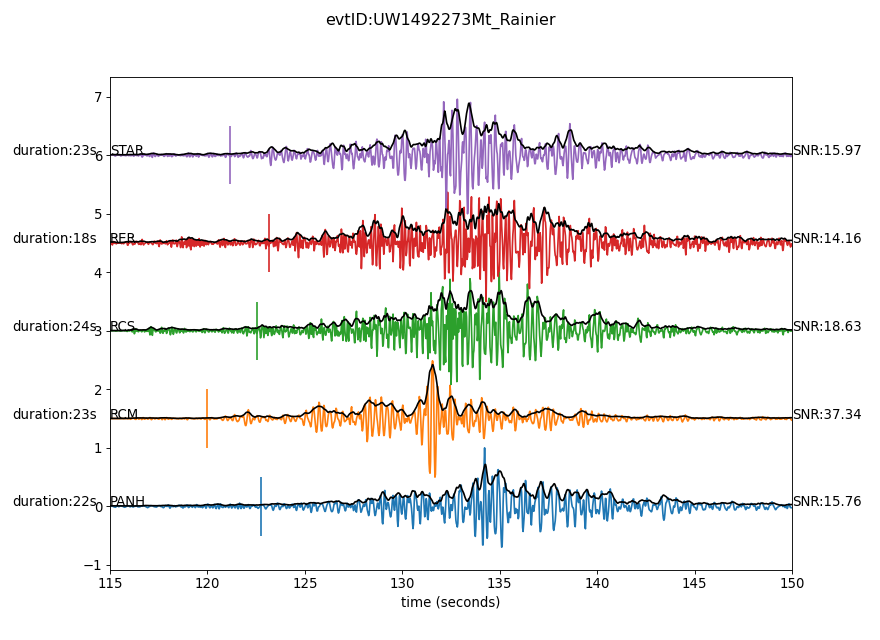 evtID:UW1492273Mt_Rainier
7
duration:23s STAR SNR:15.97
6
5
duration:18s RER SNR:14.16
4
duration:24s RCS SNR:18.63
3
2
duration:23s RCM SNR:37.34
1
duration:22s PANH SNR:15.76
0
−1
115 120 125 130 135 140 145 150
time (seconds)